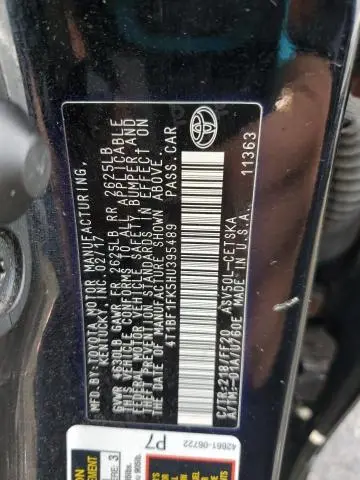 TOYOTA MOTOR MANUFACTURING,
KENTUCKY, INC. 02/17
GVWR 4630LB GAWR FR 2625LB RR 2625LB
THIS VEHICLE CONFORMS TO ALL APPLICABLE
FEDERAL MOTOR VEHICLE SAFETY, BUMPER, AND
THEFT PREVENTION STANDARDS IN EFFECT ON
THE DATE OF MANUFACTURE SHOWN ABOVE.
4T1BF1FK5HU395489 PASS.CAR
TOYOTA
11363
C/TR:218/FF20 ASV50L-CETSKA
A/TM:-01A/U760E MADE IN U.S.A.
42661-06722
P7